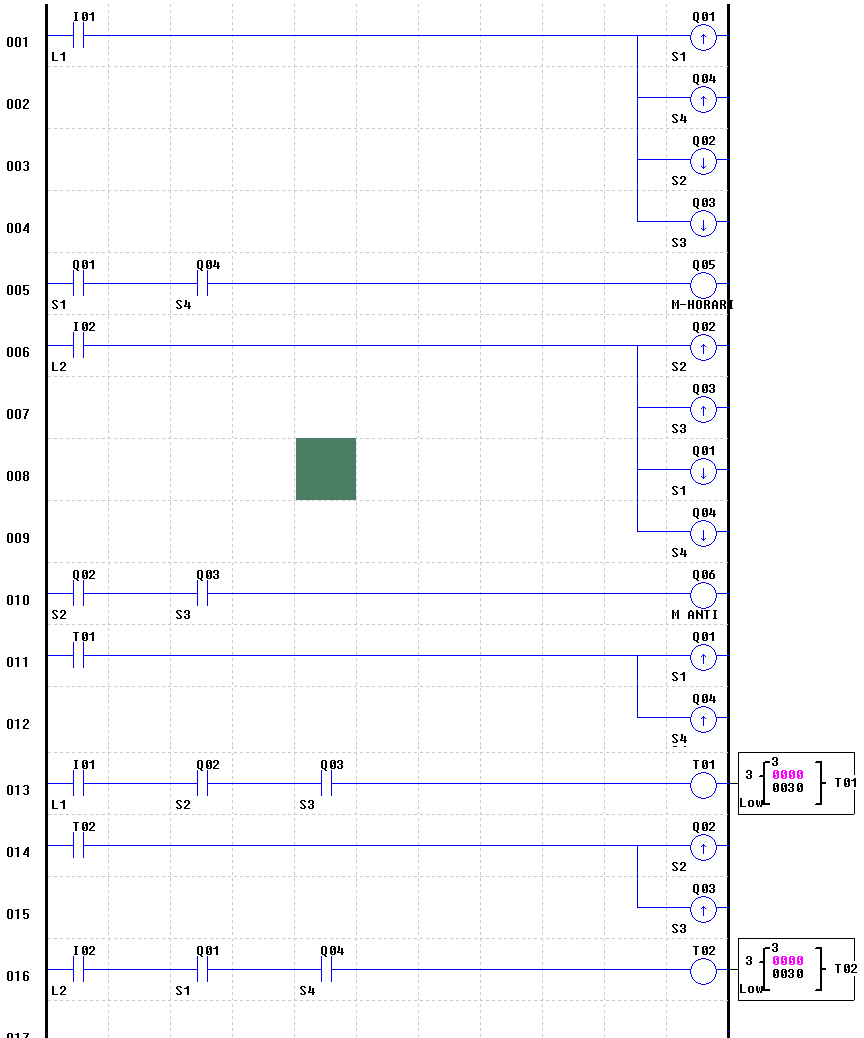 I01 Q01
001 ↑
L1 S1
Q04
002 ↑
S4
Q02
003 ↓
S2
Q03
004 ↓
S3
Q01 Q04 Q05
005
S1 S4 M-HORARI
I02 Q02
006 ↑
L2 S2
Q03
007 ↑
S3
Q01
008 ↓
S1
Q04
009 ↓
S4
Q02 Q03 Q06
010
S2 S3 M ANTI
T01 Q01
011 ↑
S1
Q04
012 ↑
S4
I01 Q02 Q03 T01 3
013 3 0000 T01
0030
L1 S2 S3 Low
T02 Q02
014 ↑
S2
Q03
015 ↑
S3
I02 Q01 Q04 T02 3
016 3 0000 T02
0030
L2 S1 S4 Low
017